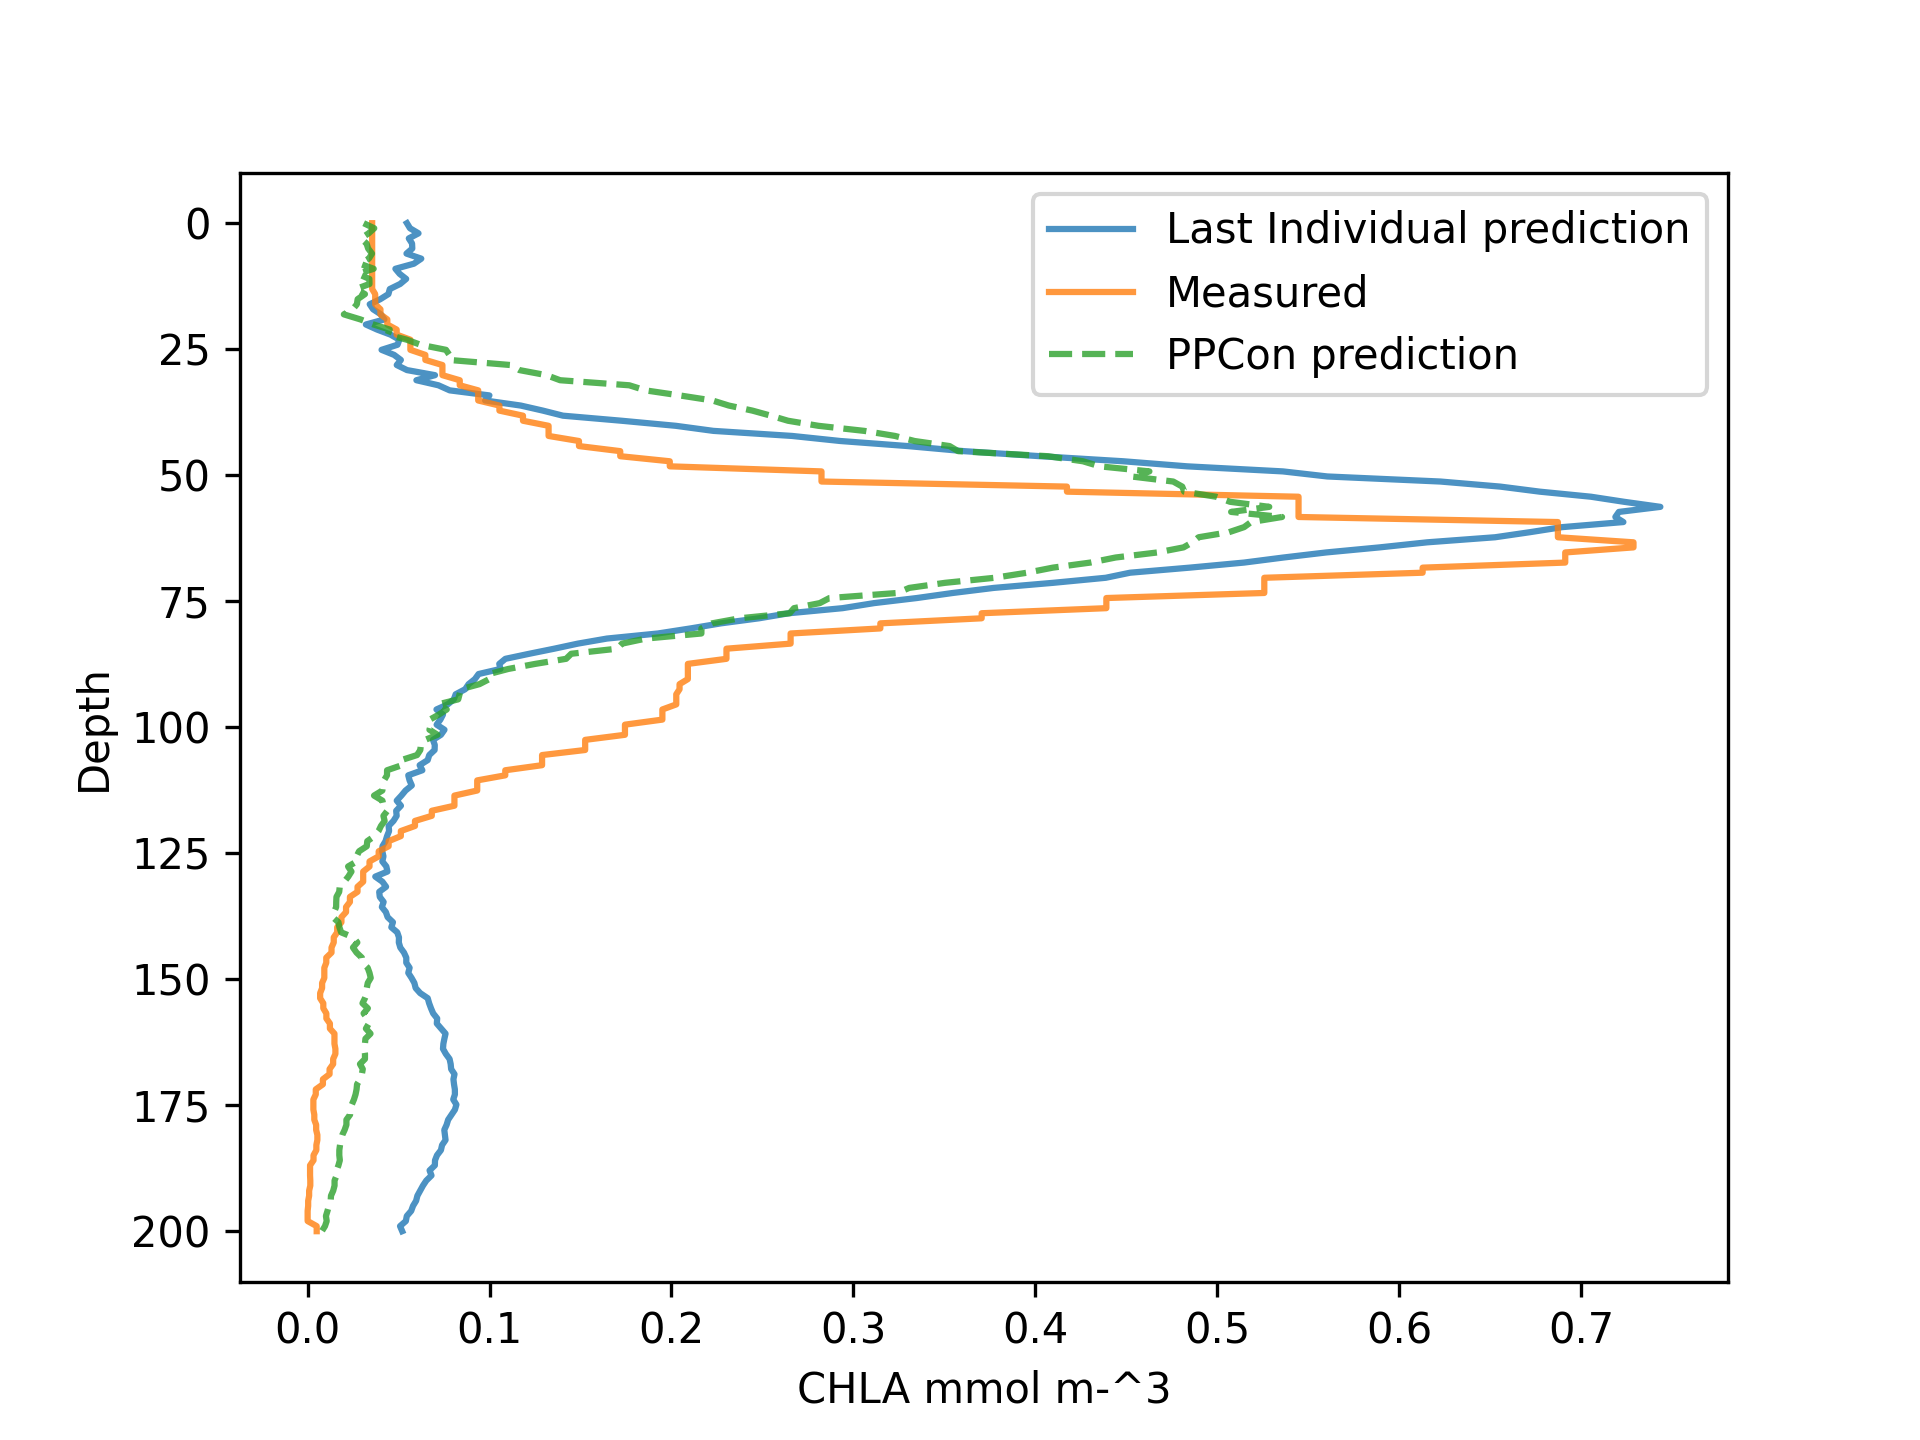 Last Individual prediction
Measured
PPCon prediction
0
25
50
75
100
125
150
175
200
Depth
0.0 0.1 0.2 0.3 0.4 0.5 0.6 0.7
CHLA mmol m-^3